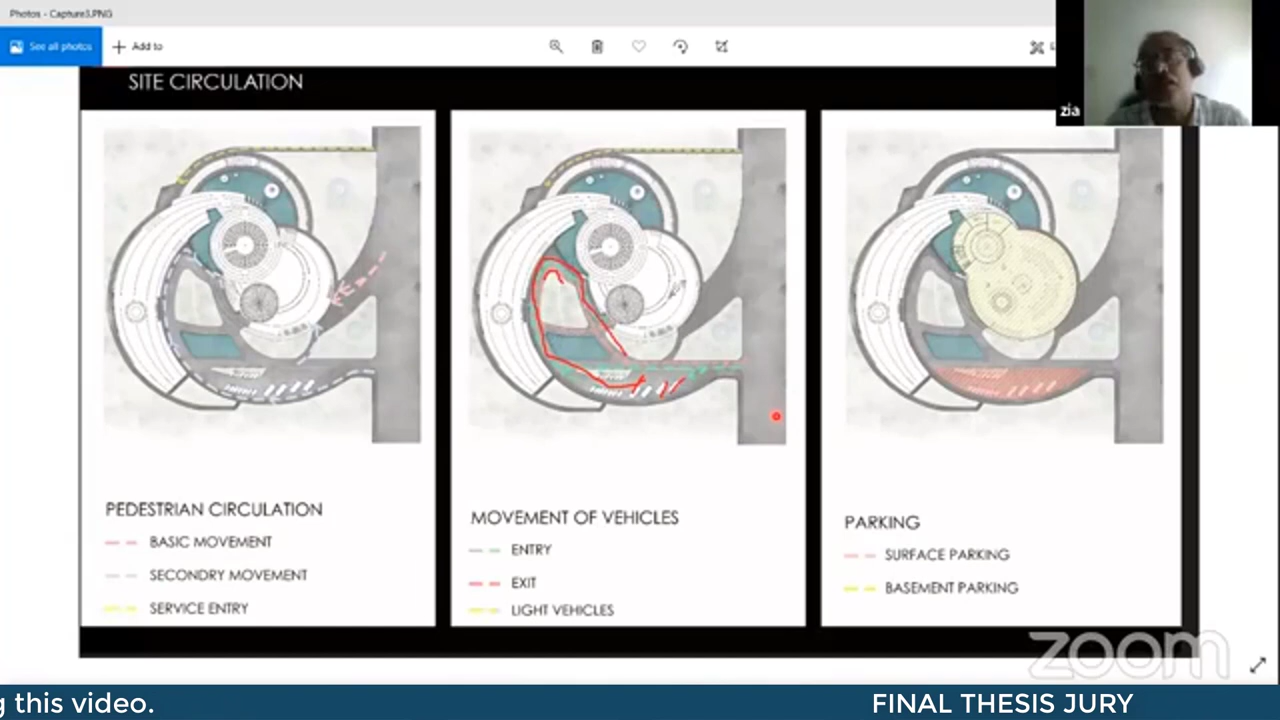 Photos - Capture3.PNG
See all photos
Add to
zia
SITE CIRCULATION
PEDESTRIAN CIRCULATION
BASIC MOVEMENT
SECONDRY MOVEMENT
SERVICE ENTRY
MOVEMENT OF VEHICLES
ENTRY
EXIT
LIGHT VEHICLES
PARKING
SURFACE PARKING
BASEMENT PARKING
zoom
g this video.
FINAL THESIS JURY